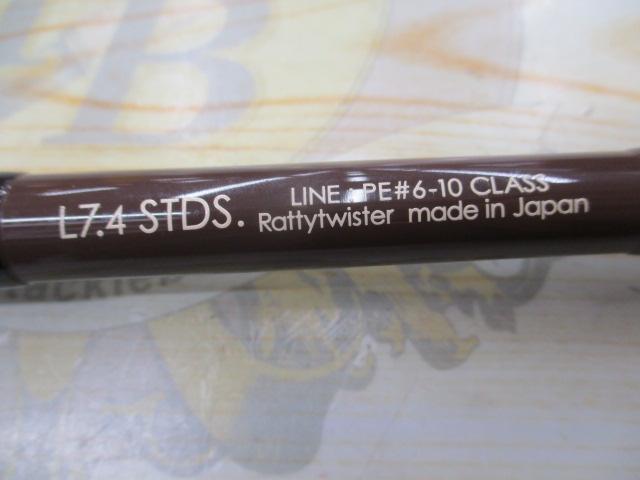 L7.4 STDS.
LINE : PE#6-10 CLASS
Rattytwister made in Japan